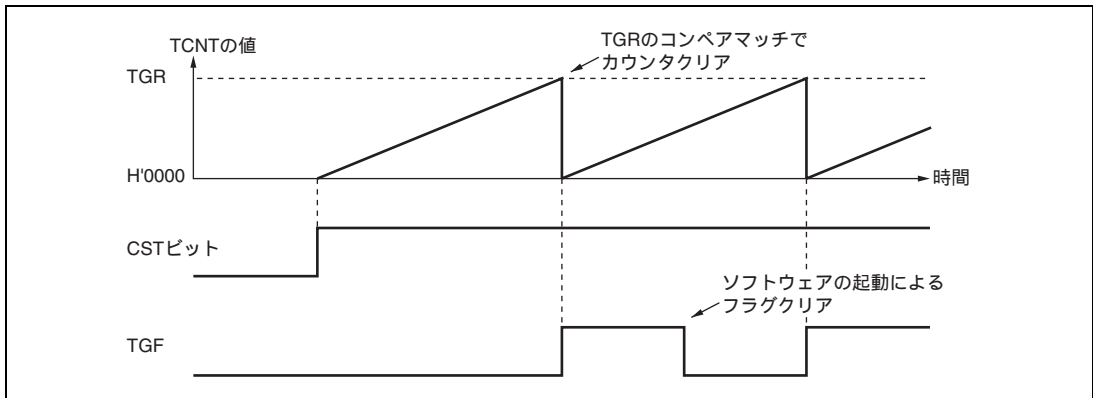 TCNTの値
TGRのコンペアマッチで
カウンタクリア
TGR
H'0000
時間
CSTビット
ソフトウェアの起動による
フラグクリア
TGF